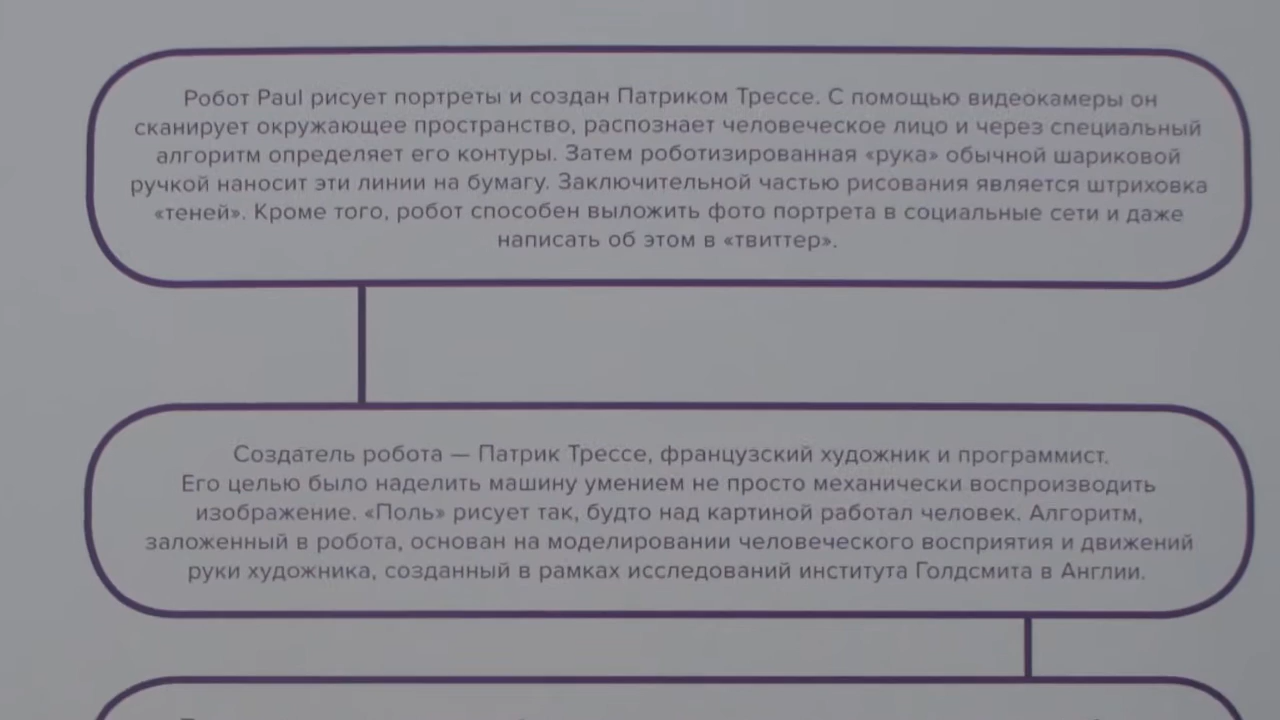 Робот Paul рисует портреты и создан Патриком Трессе. С помощью видеокамеры он
сканирует окружающее пространство, распознает человеческое лицо и через специальный
алгоритм определяет его контуры. Затем роботизированная «рука» обычной шариковой
ручкой наносит эти линии на бумагу. Заключительной частью рисования является штриховка
«теней». Кроме того, робот способен выложить фото портрета в социальные сети и даже
написать об этом в «твиттер».
Создатель робота — Патрик Трессе, французский художник и программист.
Его целью было наделить машину умением не просто механически воспроизводить
изображение. «Поль» рисует так, будто над картиной работал человек. Алгоритм,
заложенный в робота, основан на моделировании человеческого восприятия и движений
руки художника, созданный в рамках исследований института Голдсмита в Англии.